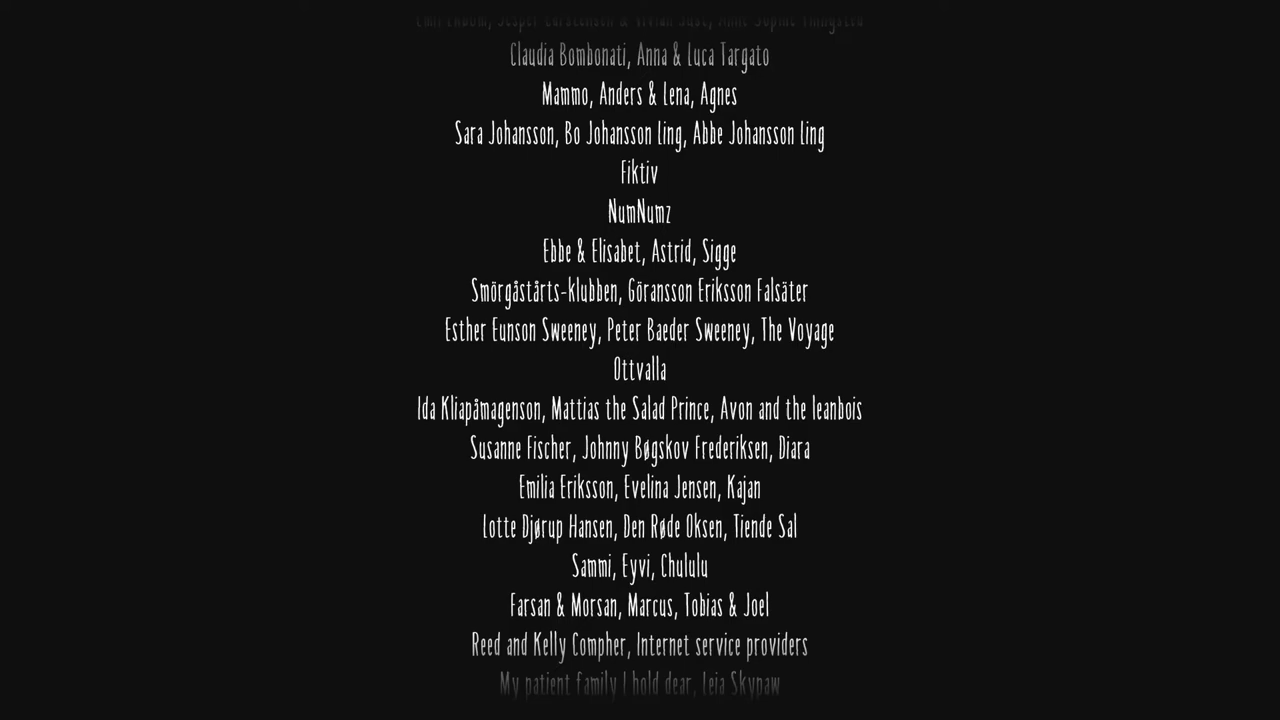 Claudia Bombonati, Anna & Luca Targato
Mammo, Anders & Lena, Agnes
Sara Johansson, Bo Johansson Ling, Abbe Johansson Ling
Fiktiv
NumNumz
Ebbe & Elisabet, Astrid, Sigge
Smörgåstårts-klubben, Göransson Eriksson Falsäter
Esther Eunson Sweeney, Peter Baeder Sweeney, The Voyage
Ottvalla
Ida Kliapåmagenson, Mattias the Salad Prince, Avon and the leanbois
Susanne Fischer, Johnny Bøgskov Frederiksen, Diara
Emilia Eriksson, Evelina Jensen, Kajan
Lotte Djørup Hansen, Den Røde Oksen, Tiende Sal
Sammi, Eyvi, Chululu
Farsan & Morsan, Marcus, Tobias & Joel
Reed and Kelly Compher, Internet service providers
My patient family I hold dear, Leia Skypaw